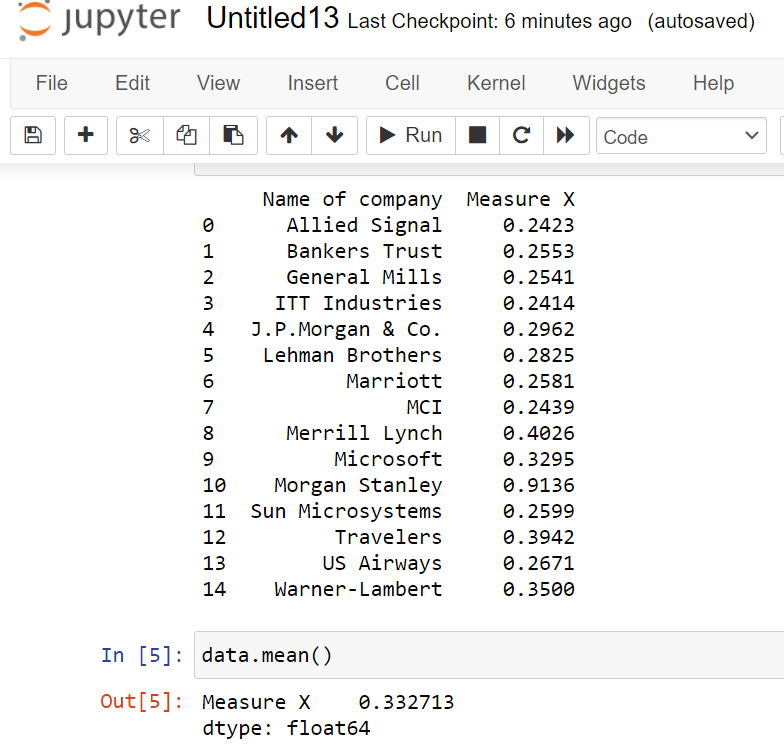 jupyter Untitled13 Last Checkpoint: 6 minutes ago (autosaved)
File Edit View Insert Cell Kernel Widgets Help
Run Code
Name of company Measure X
0 Allied Signal 0.2423
1 Bankers Trust 0.2553
2 General Mills 0.2541
3 ITT Industries 0.2414
4 J.P.Morgan & Co. 0.2962
5 Lehman Brothers 0.2825
6 Marriott 0.2581
7 MCI 0.2439
8 Merrill Lynch 0.4026
9 Microsoft 0.3295
10 Morgan Stanley 0.9136
11 Sun Microsystems 0.2599
12 Travelers 0.3942
13 US Airways 0.2671
14 Warner-Lambert 0.3500
In [5]: data.mean()
Out[5]: Measure X 0.332713
dtype: float64